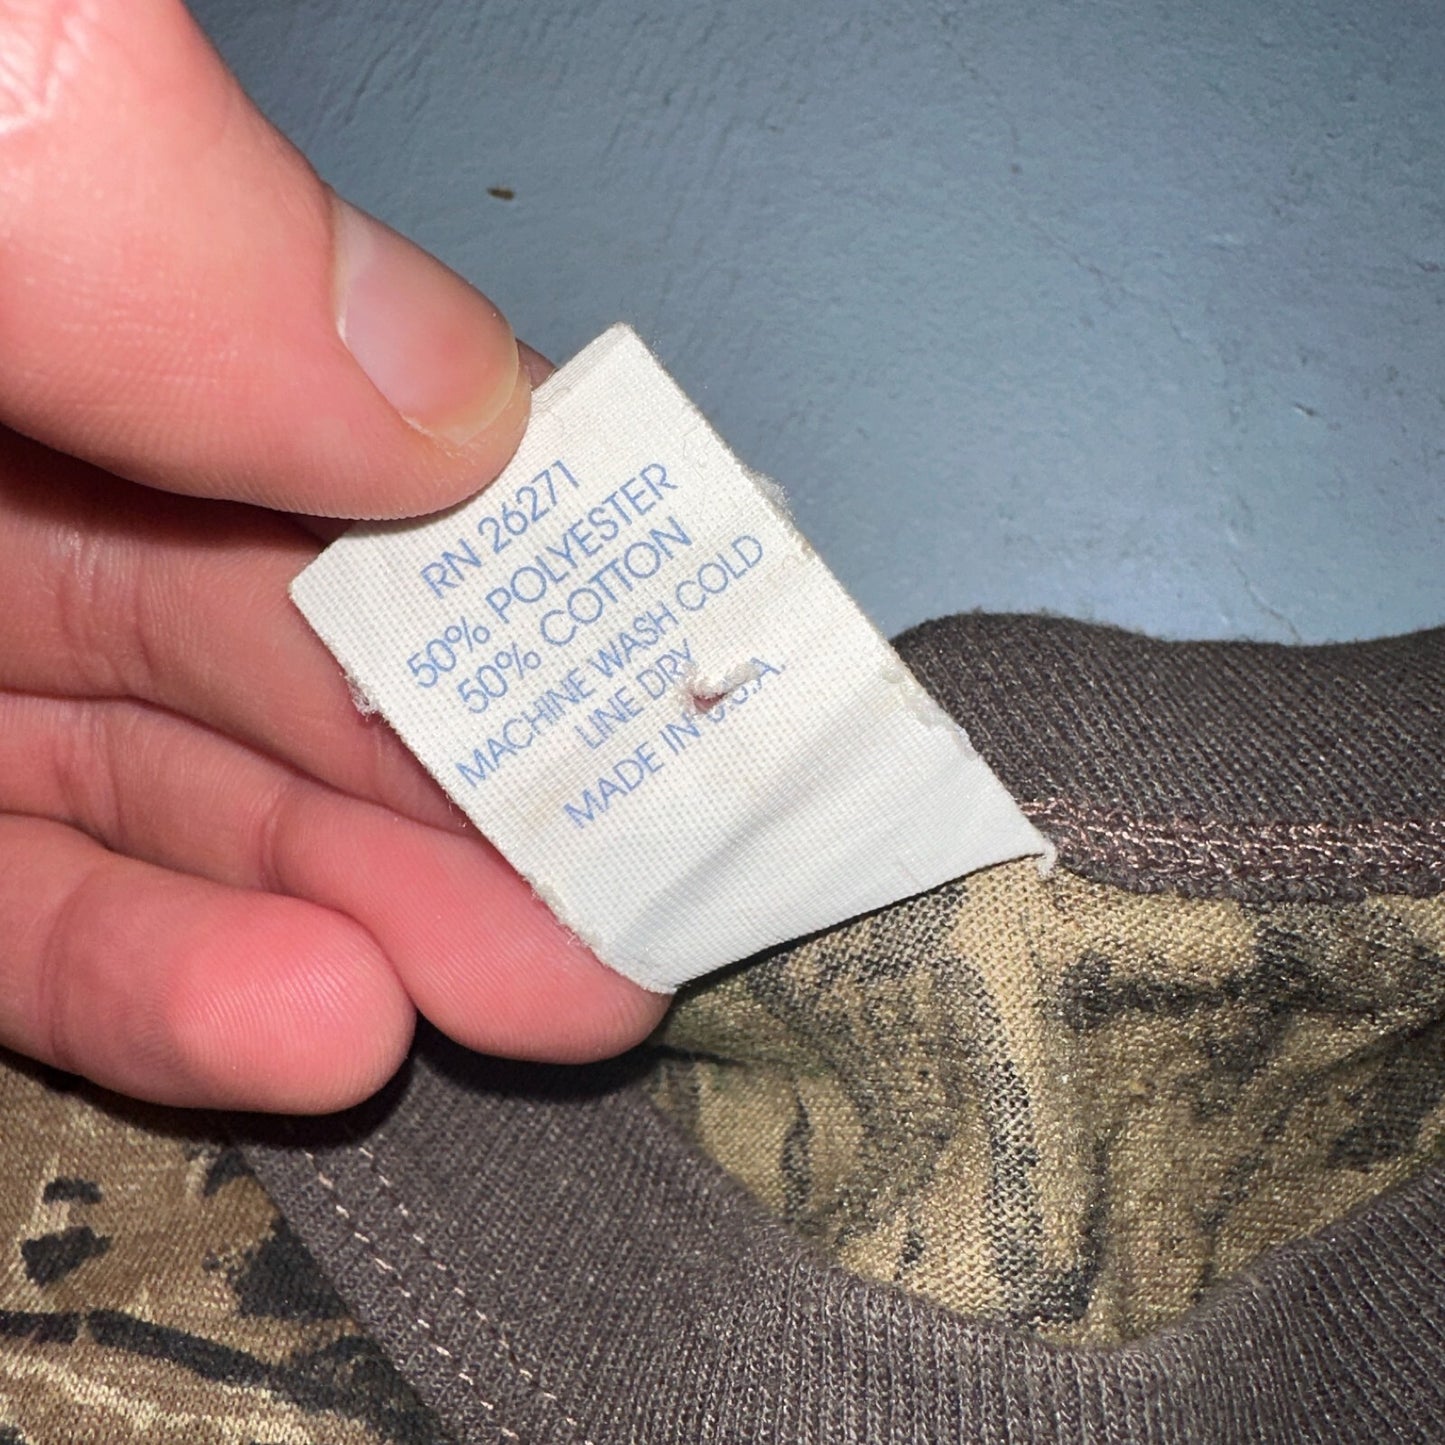 RN 26271
50% POLYESTER
50% COTTON
MACHINE WASH COLD
LINE DRY
MADE IN U.S.A.